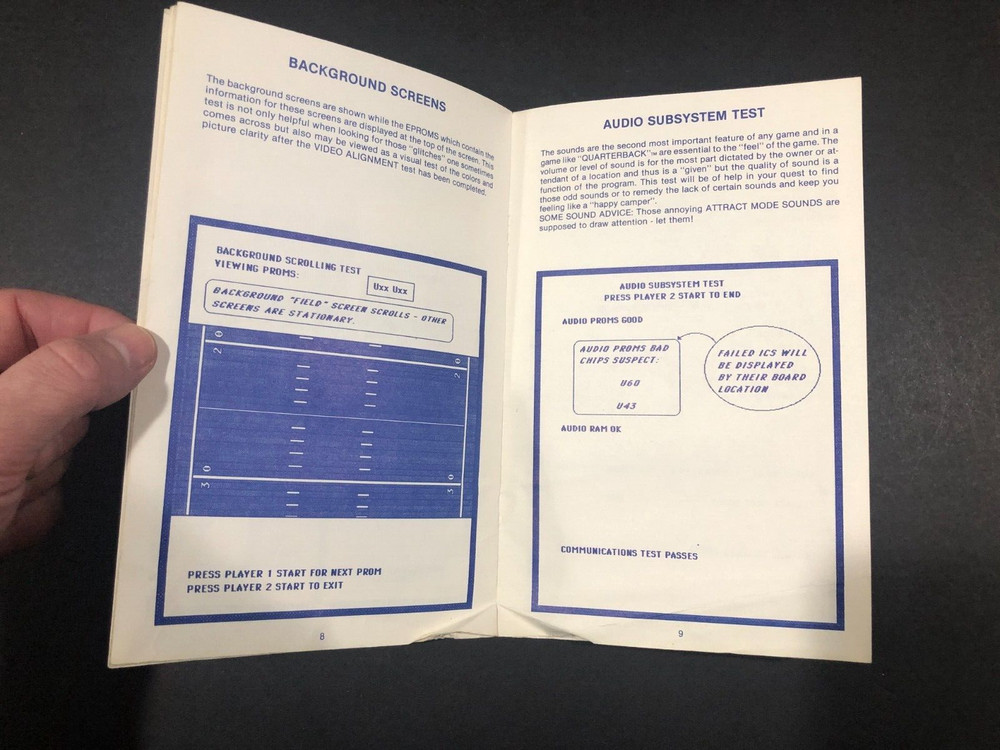 BACKGROUND SCREENS
The background screens are shown while the EPROMS which contain the
information for these screens are displayed at the top of the screen. This
test is not only helpful when looking for those "glitches" one sometimes
comes across but also may be viewed as a visual test of the colors and
picture clarity after the VIDEO ALIGNMENT test has been completed.
BACKGROUND SCROLLING TEST
VIEWING PROMS:
Uxx Uxx
BACKGROUND "FIELD" SCREEN SCROLLS - OTHER
SCREENS ARE STATIONARY.
2 0
2 0
3 0
3 0
PRESS PLAYER 1 START FOR NEXT PROM
PRESS PLAYER 2 START TO EXIT
8
AUDIO SUBSYSTEM TEST
The sounds are the second most important feature of any game and in a
game like "QUARTERBACK"™ are essential to the "feel" of the game. The
volume or level of sound is for the most part dictated by the owner or at-
tendant of a location and thus is a "given" but the quality of sound is a
function of the program. This test will be of help in your quest to find
those odd sounds or to remedy the lack of certain sounds and keep you
feeling like a "happy camper".
SOME SOUND ADVICE: Those annoying ATTRACT MODE SOUNDS are
supposed to draw attention - let them!
AUDIO SUBSYSTEM TEST
PRESS PLAYER 2 START TO END
AUDIO PROMS GOOD
AUDIO PROMS BAD
CHIPS SUSPECT:
U60
U43
FAILED ICS WILL
BE DISPLAYED
BY THEIR BOARD
LOCATION
AUDIO RAM OK
COMMUNICATIONS TEST PASSES
9